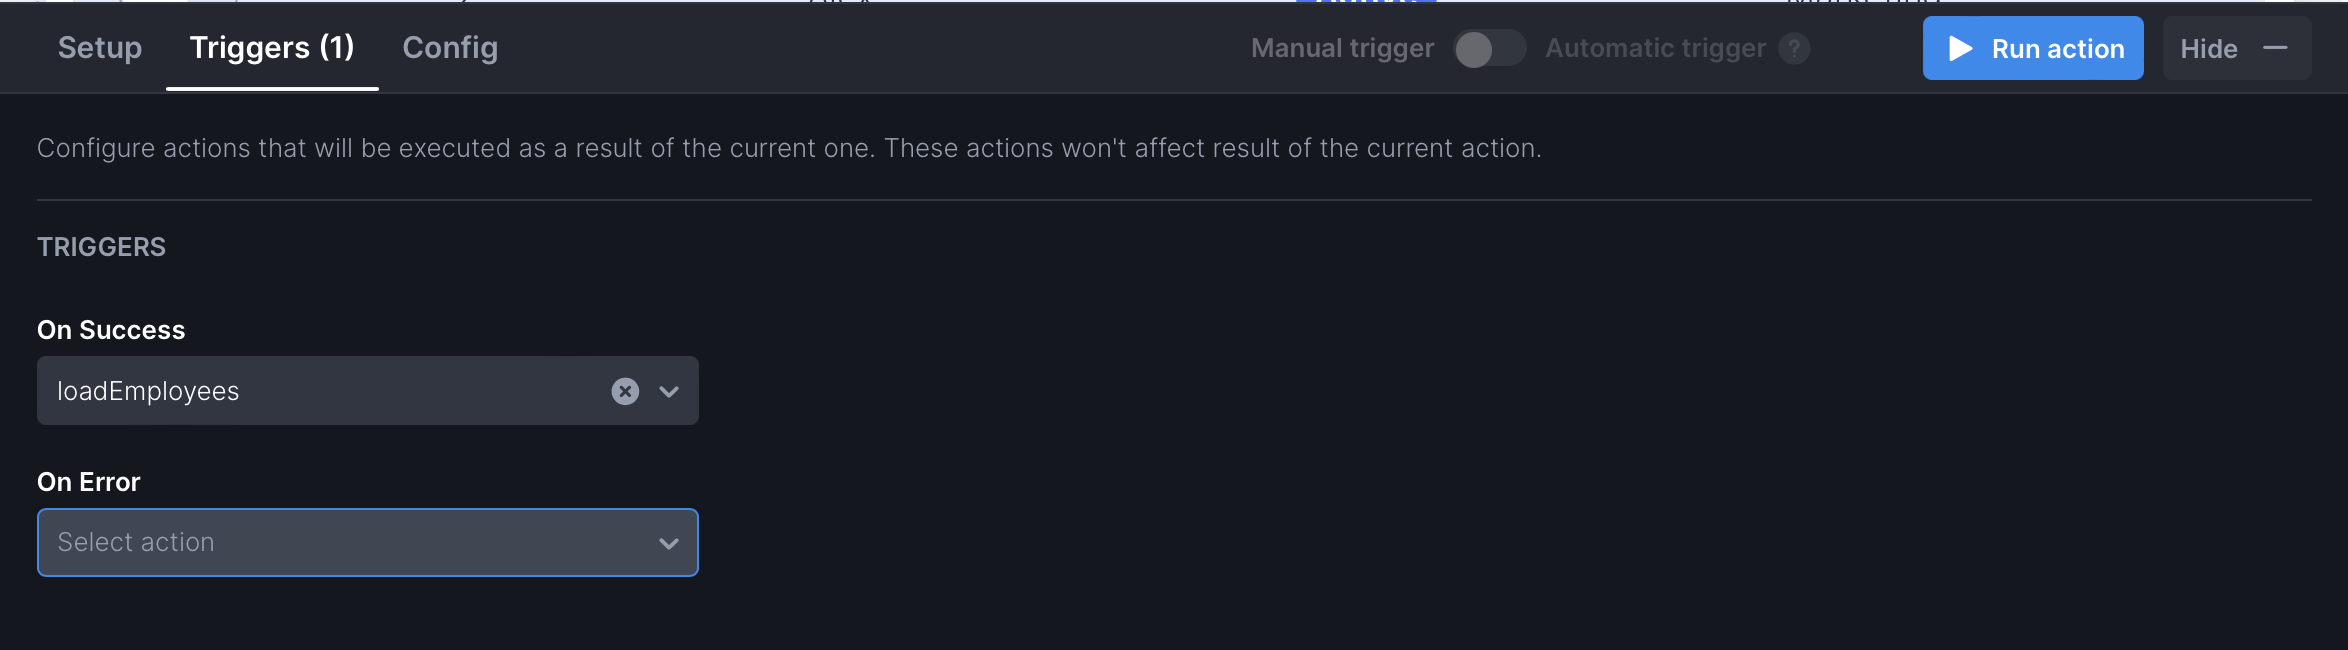 Setup Triggers (1) Config Manual trigger Automatic trigger ? Run action Hide
Configure actions that will be executed as a result of the current one. These actions won't affect result of the current action.
TRIGGERS
On Success
loadEmployees
On Error
Select action